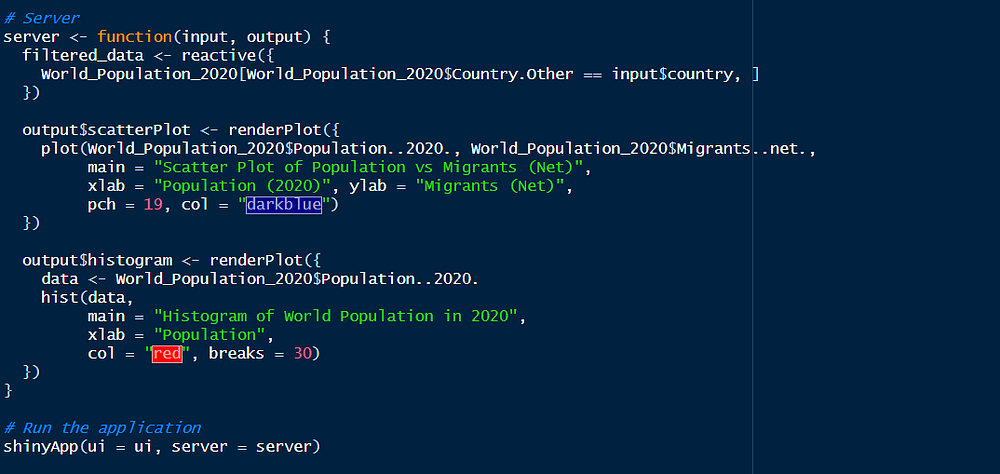 # Server
server <- function(input, output) {
  filtered_data <- reactive({
    World_Population_2020[World_Population_2020$Country.Other == input$country, ]
  })

  output$scatterPlot <- renderPlot({
    plot(World_Population_2020$Population..2020., World_Population_2020$Migrants..net.,
         main = "Scatter Plot of Population vs Migrants (Net)",
         xlab = "Population (2020)", ylab = "Migrants (Net)",
         pch = 19, col = "darkblue")
  })

  output$histogram <- renderPlot({
    data <- World_Population_2020$Population..2020.
    hist(data,
         main = "Histogram of World Population in 2020",
         xlab = "Population",
         col = "red", breaks = 30)
  })
}

# Run the application
shinyApp(ui = ui, server = server)